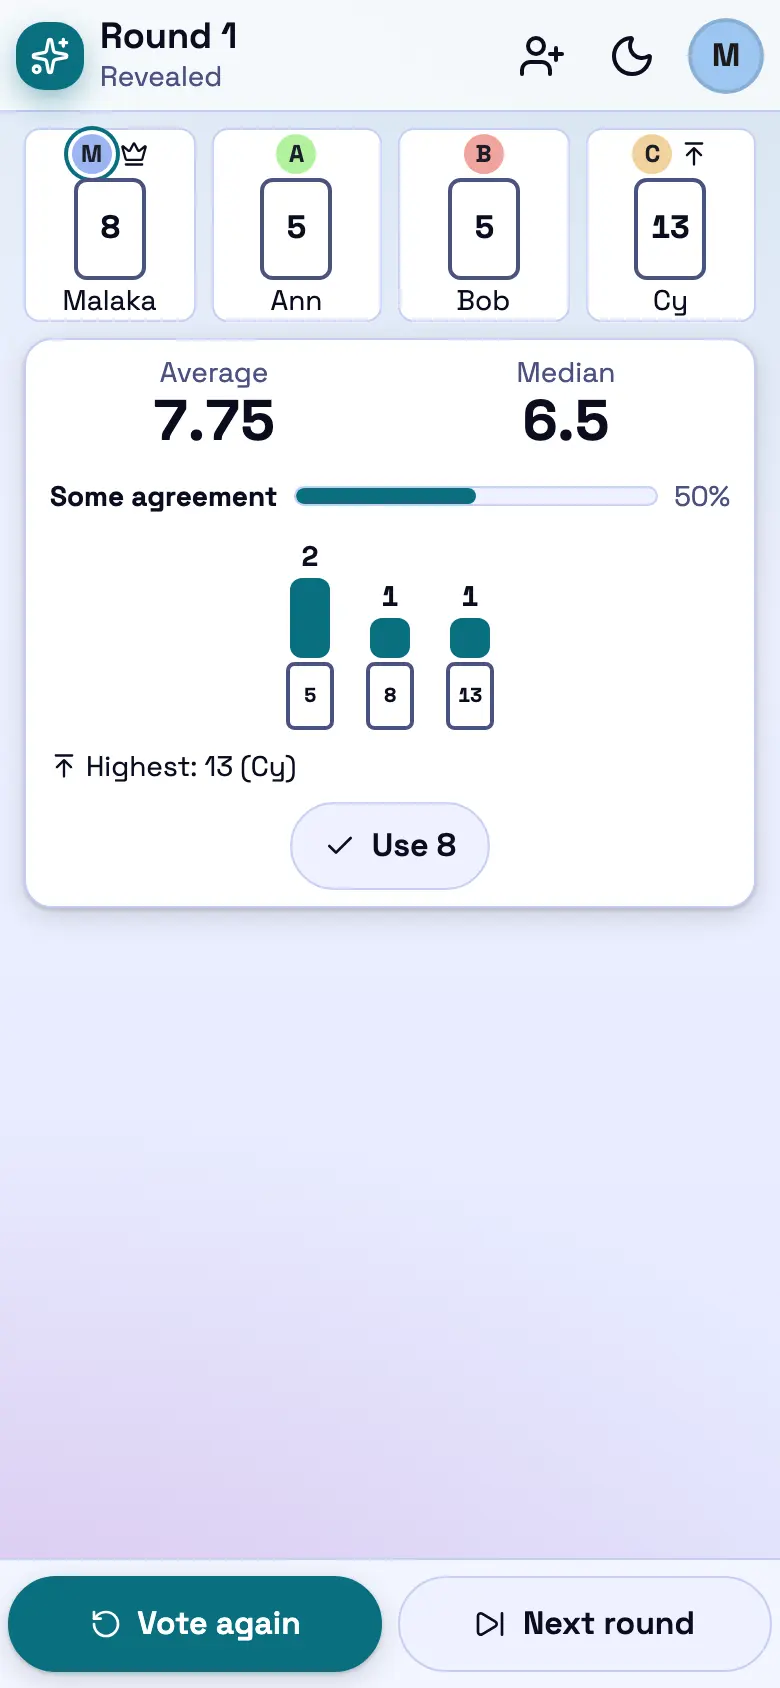 Round 1
Revealed
M
M
A
B
C
8
5
5
13
Malaka
Ann
Bob
Cy
Average
Median
7.75
6.5
Some agreement
50%
2
1
1
5
8
13
Highest: 13 (Cy)
Use 8
Vote again
Next round